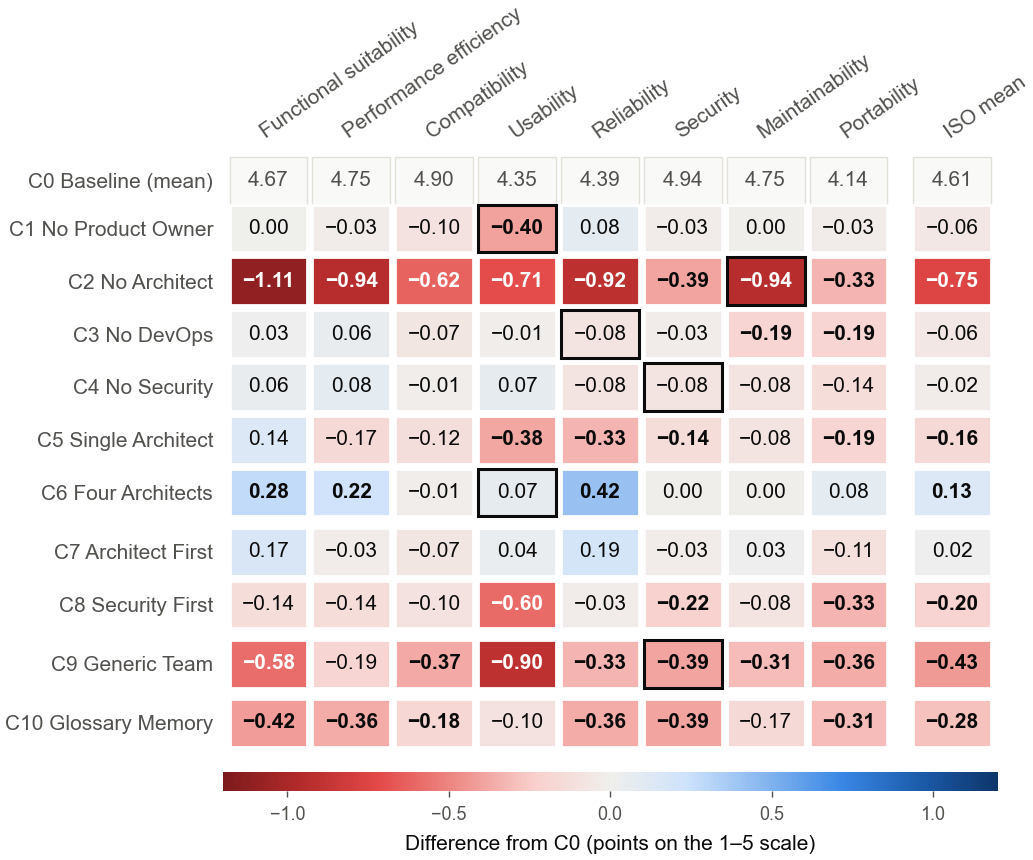 Functional suitability
Performance efficiency
Compatibility
Usability
Reliability
Security
Maintainability
Portability
ISO mean
C0 Baseline (mean) 4.67 4.75 4.90 4.35 4.39 4.94 4.75 4.14 4.61
C1 No Product Owner 0.00 −0.03 −0.10 −0.40 0.08 −0.03 0.00 −0.03 −0.06
C2 No Architect −1.11 −0.94 −0.62 −0.71 −0.92 −0.39 −0.94 −0.33 −0.75
C3 No DevOps 0.03 0.06 −0.07 −0.01 −0.08 −0.03 −0.19 −0.19 −0.06
C4 No Security 0.06 0.08 −0.01 0.07 −0.08 −0.08 −0.08 −0.14 −0.02
C5 Single Architect 0.14 −0.17 −0.12 −0.38 −0.33 −0.14 −0.08 −0.19 −0.16
C6 Four Architects 0.28 0.22 −0.01 0.07 0.42 0.00 0.00 0.08 0.13
C7 Architect First 0.17 −0.03 −0.07 0.04 0.19 −0.03 0.03 −0.11 0.02
C8 Security First −0.14 −0.14 −0.10 −0.60 −0.03 −0.22 −0.08 −0.33 −0.20
C9 Generic Team −0.58 −0.19 −0.37 −0.90 −0.33 −0.39 −0.31 −0.36 −0.43
C10 Glossary Memory −0.42 −0.36 −0.18 −0.10 −0.36 −0.39 −0.17 −0.31 −0.28
−1.0 −0.5 0.0 0.5 1.0
Difference from C0 (points on the 1–5 scale)